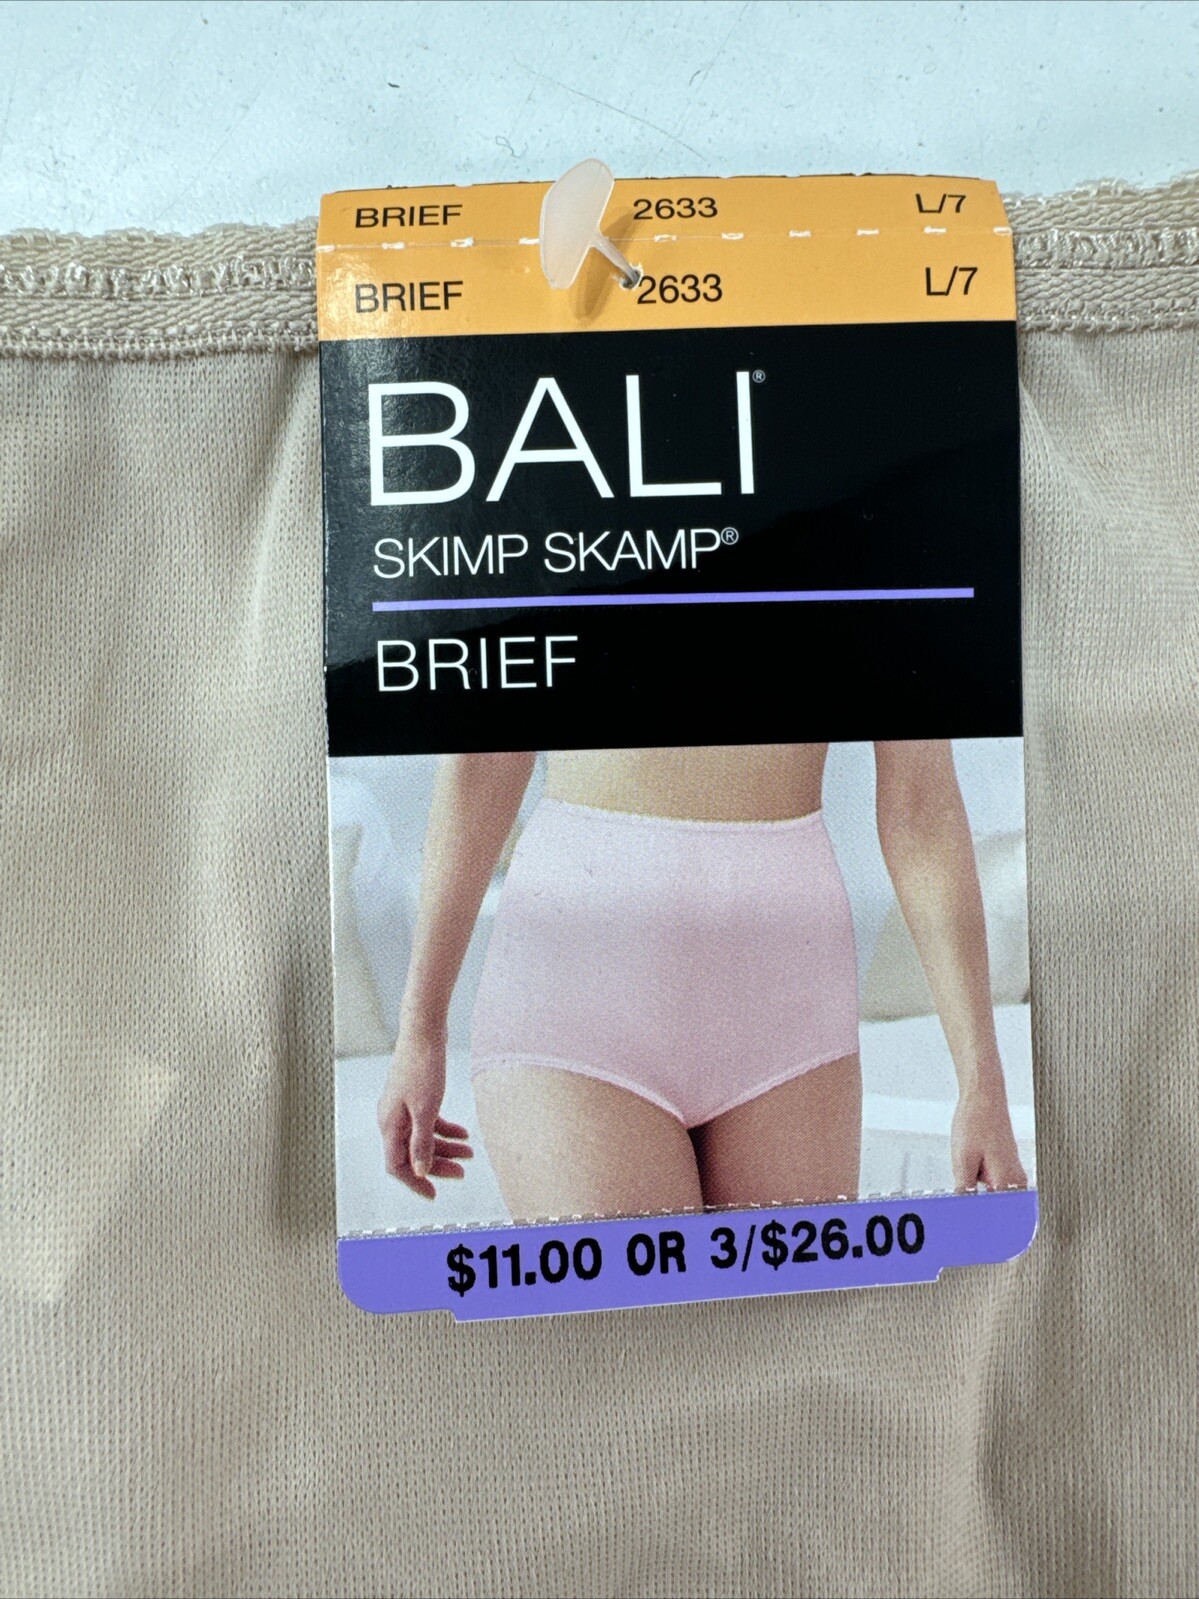 BRIEF 2633 L/7
BRIEF 2633 L/7
BALI®
SKIMP SKAMP®
BRIEF
$11.00 OR 3/$26.00